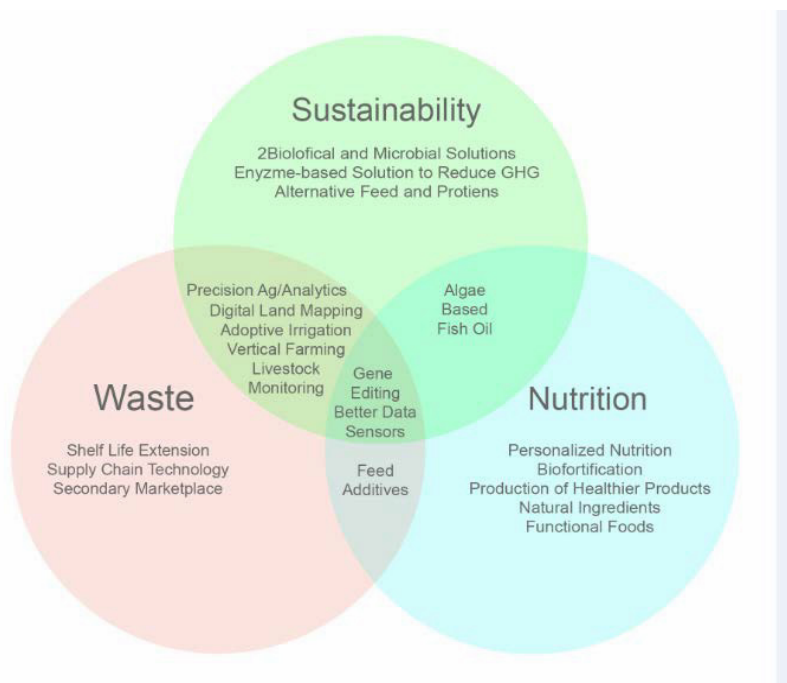 Sustainability
2Biolofical and Microbial Solutions
Enyzme-based Solution to Reduce GHG
Alternative Feed and Protiens
Precision Ag/Analytics
Digital Land Mapping
Adoptive Irrigation
Vertical Farming
Livestock
Monitoring
Algae
Based
Fish Oil
Gene
Editing
Better Data
Sensors
Feed
Additives
Waste
Shelf Life Extension
Supply Chain Technology
Secondary Marketplace
Nutrition
Personalized Nutrition
Biofortification
Production of Healthier Products
Natural Ingredients
Functional Foods